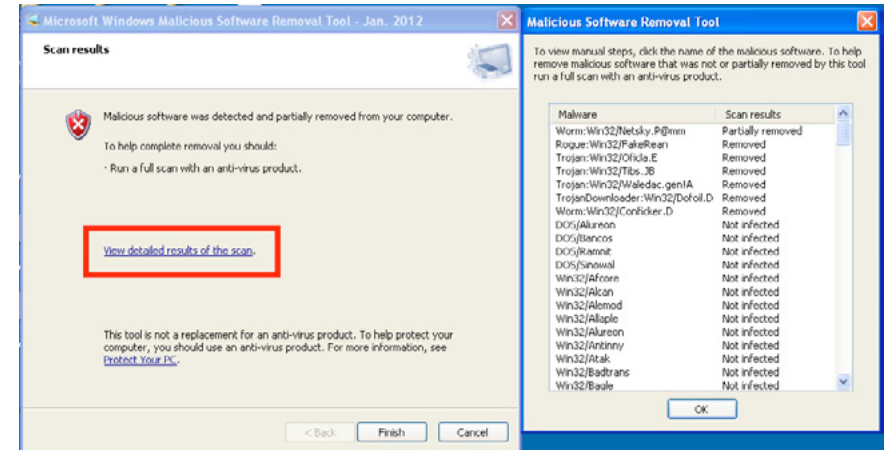 Microsoft Windows Malicious Software Removal Tool - Jan. 2012
Scan results
Malicious software was detected and partially removed from your computer.
To help complete removal you should:
· Run a full scan with an anti-virus product.
View detailed results of the scan.
This tool is not a replacement for an anti-virus product. To help protect your
computer, you should use an anti-virus product. For more information, see
Protect Your PC.
< Back
Finish
Cancel
Malicious Software Removal Tool
To view manual steps, click the name of the malicious software. To help
remove malicious software that was not or partially removed by this tool
run a full scan with an anti-virus product.
Malware Scan results
Worm:Win32/Netsky.P@mm Partially removed
Rogue:Win32/FakeRean Removed
Trojan:Win32/Oficla.E Removed
Trojan:Win32/Tibs.JB Removed
Trojan:Win32/Waledac.gen!A Removed
TrojanDownloader:Win32/Dofoil.D Removed
Worm:Win32/Conficker.D Removed
DOS/Alureon Not infected
DOS/Bancos Not infected
DOS/Ramnit Not infected
DOS/Sinowal Not infected
Win32/Afcore Not infected
Win32/Alcan Not infected
Win32/Alemod Not infected
Win32/Allaple Not infected
Win32/Alureon Not infected
Win32/Antinny Not infected
Win32/Atak Not infected
Win32/Badtrans Not infected
Win32/Bagle Not infected
OK